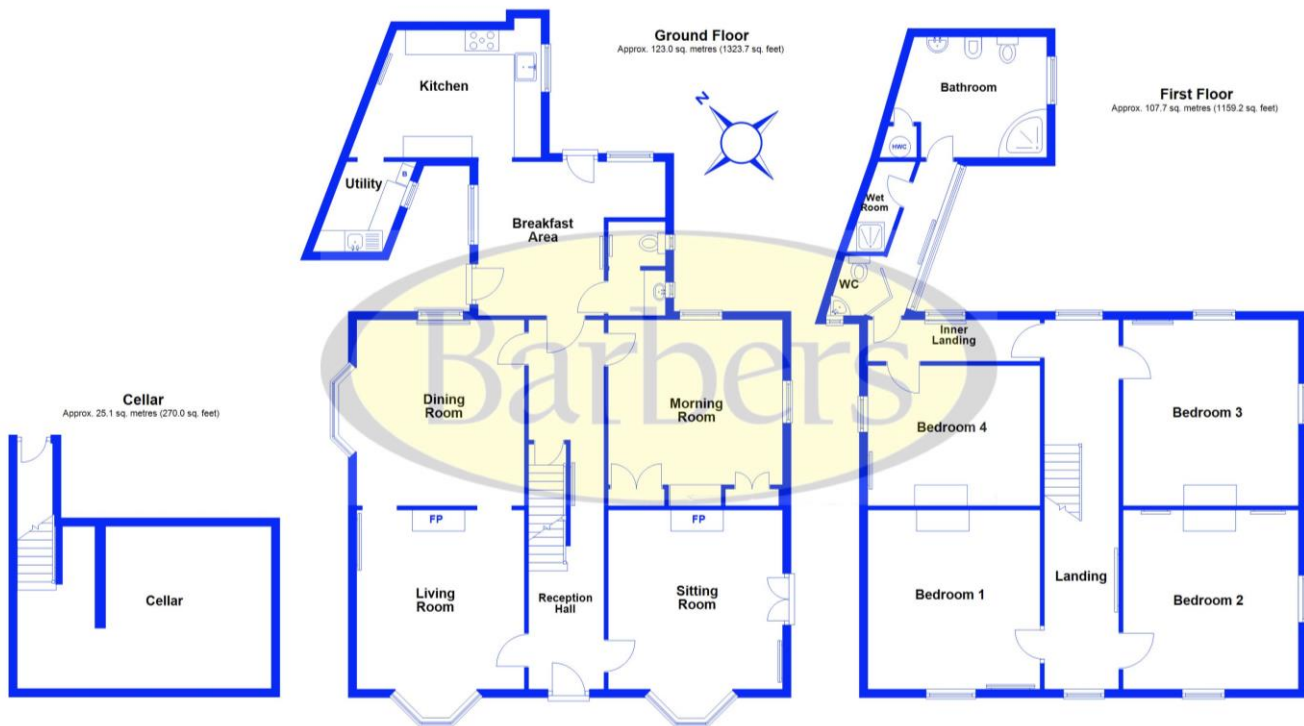 Ground Floor
Approx. 123.0 sq. metres (1323.7 sq. feet)
Kitchen
Utility
B
Breakfast
Area
Dining
Room
Morning
Room
FP
FP
Living
Room
Reception
Hall
Sitting
Room
N
First Floor
Approx. 107.7 sq. metres (1159.2 sq. feet)
Bathroom
HWC
Wet
Room
WC
Inner
Landing
Bedroom 4
Bedroom 3
Bedroom 1
Landing
Bedroom 2
Cellar
Approx. 25.1 sq. metres (270.0 sq. feet)
Cellar
Barbers